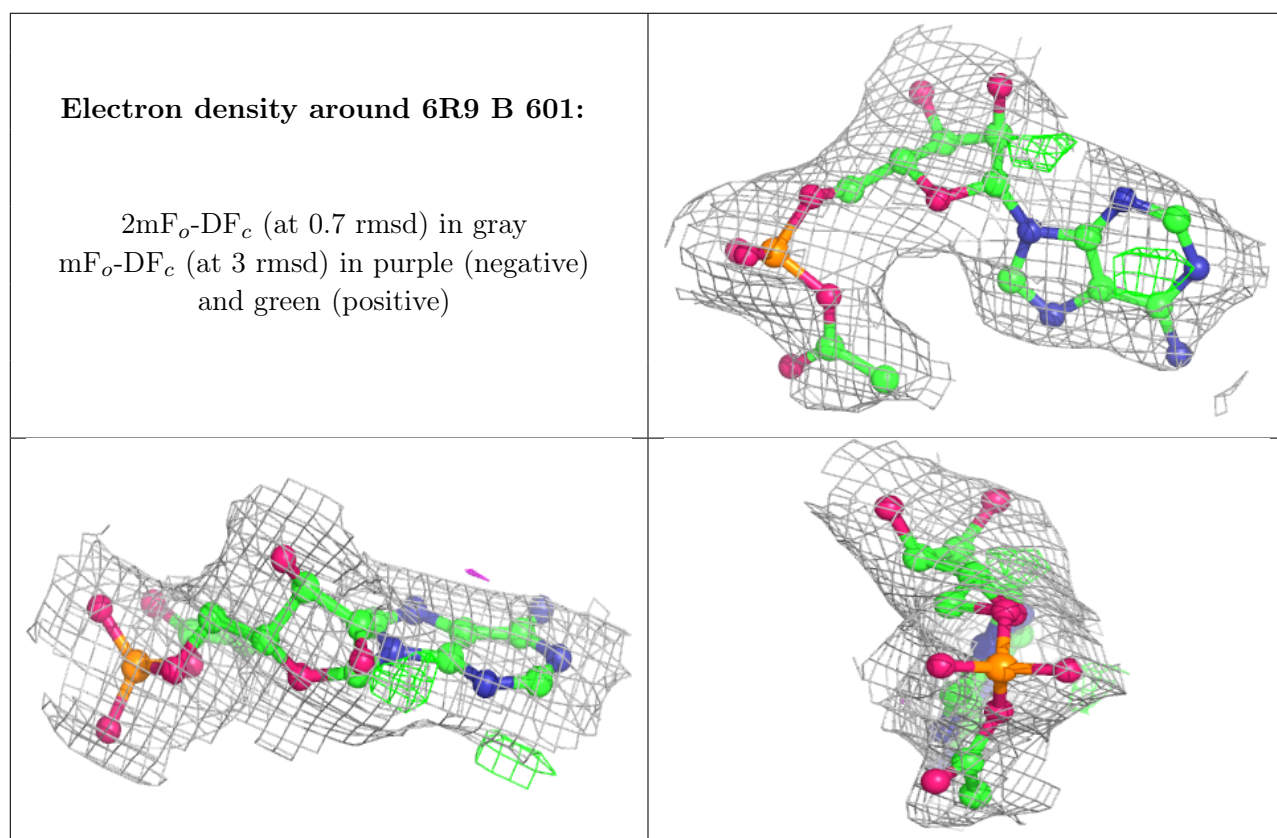 Electron density around 6R9 B 601:
2mFₒ-DF𝒸 (at 0.7 rmsd) in gray
mFₒ-DF𝒸 (at 3 rmsd) in purple (negative)
and green (positive)